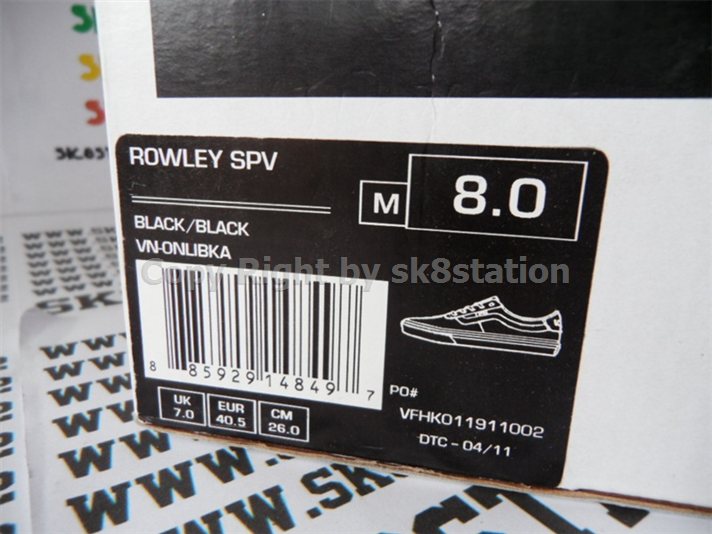 ROWLEY SPV
M 8.0
BLACK/BLACK
VN-ONLIBKA
Copy Right by sk8station
8 85929 14849 7
UK 7.0
EUR 40.5
CM 26.0
PO#
VFHK011911002
DTC - 04/11